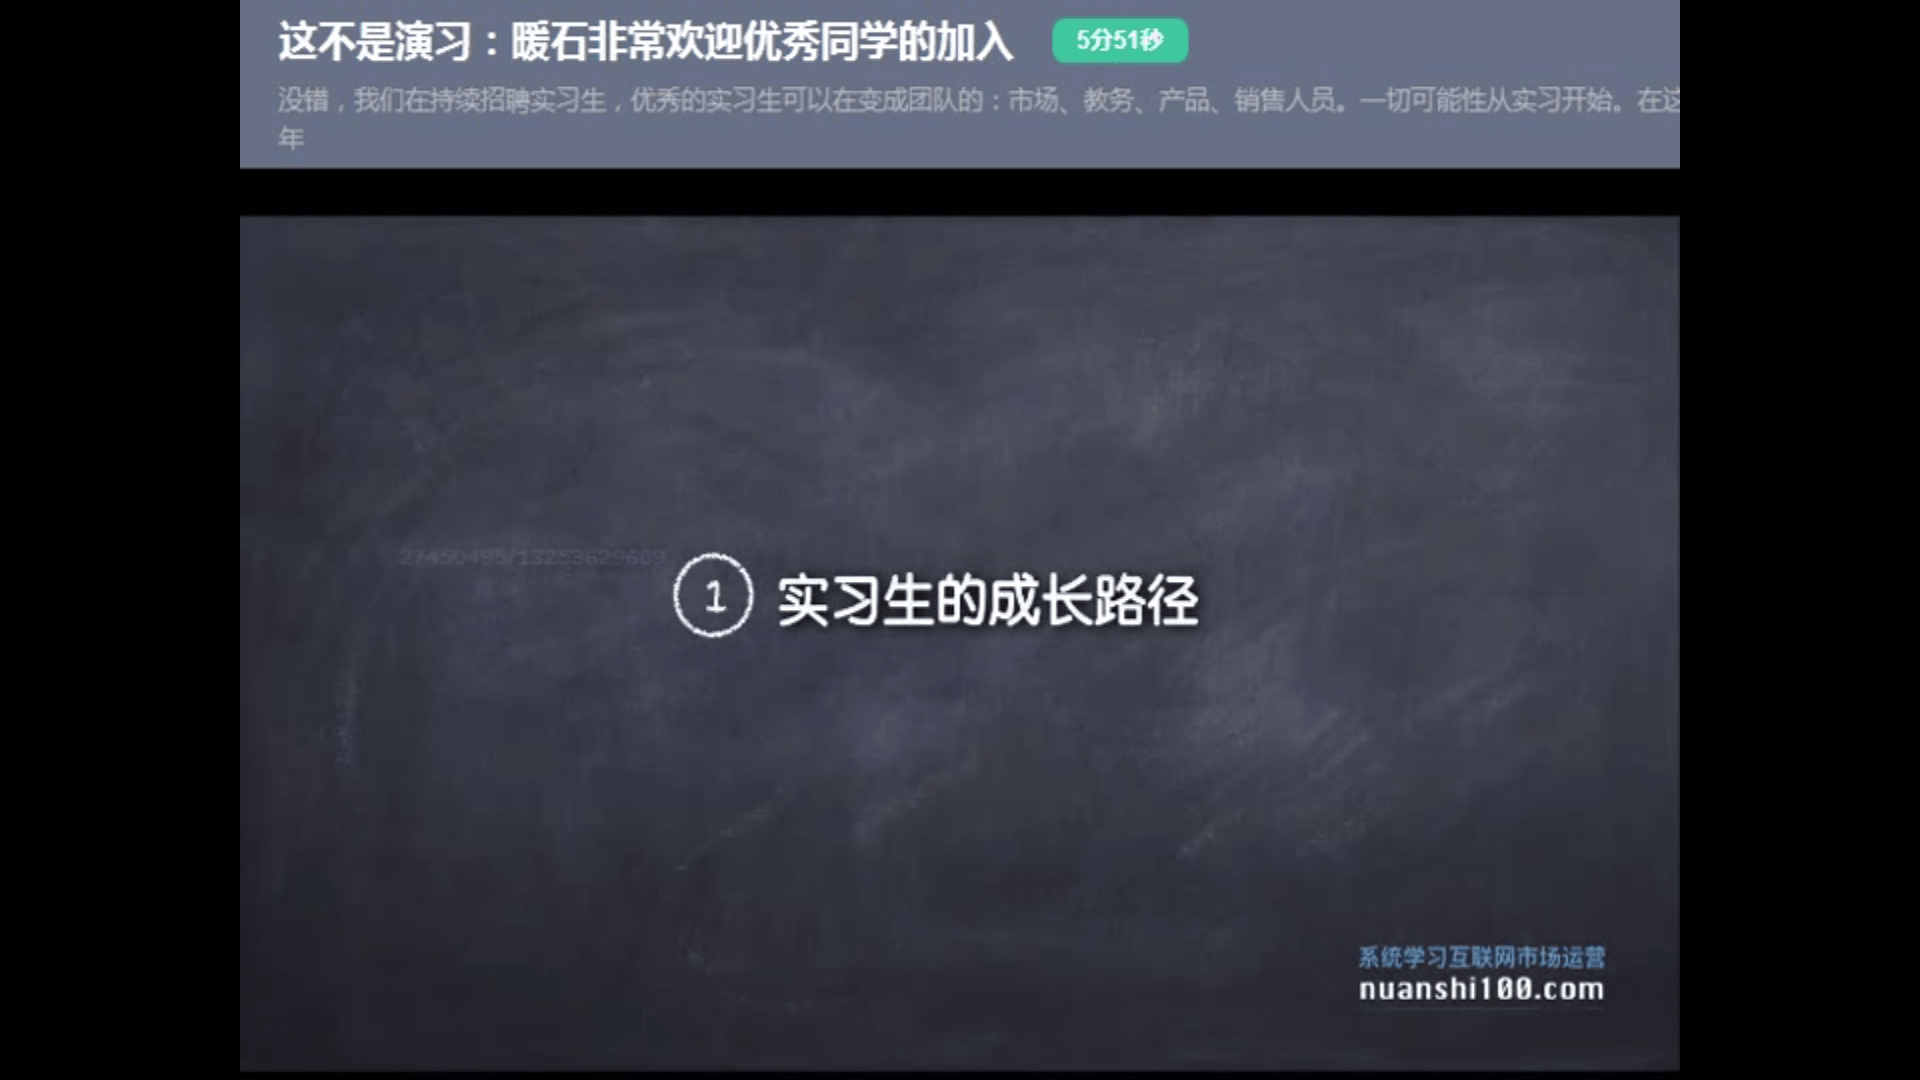 这不是演习：暖石非常欢迎优秀同学的加入 5分51秒
没错，我们在持续招聘实习生，优秀的实习生可以在变成团队的：市场、教务、产品、销售人员。一切可能性从实习开始。在这
年
27450495/13253629609
1 实习生的成长路径
系统学习互联网市场运营
nuanshi100.com